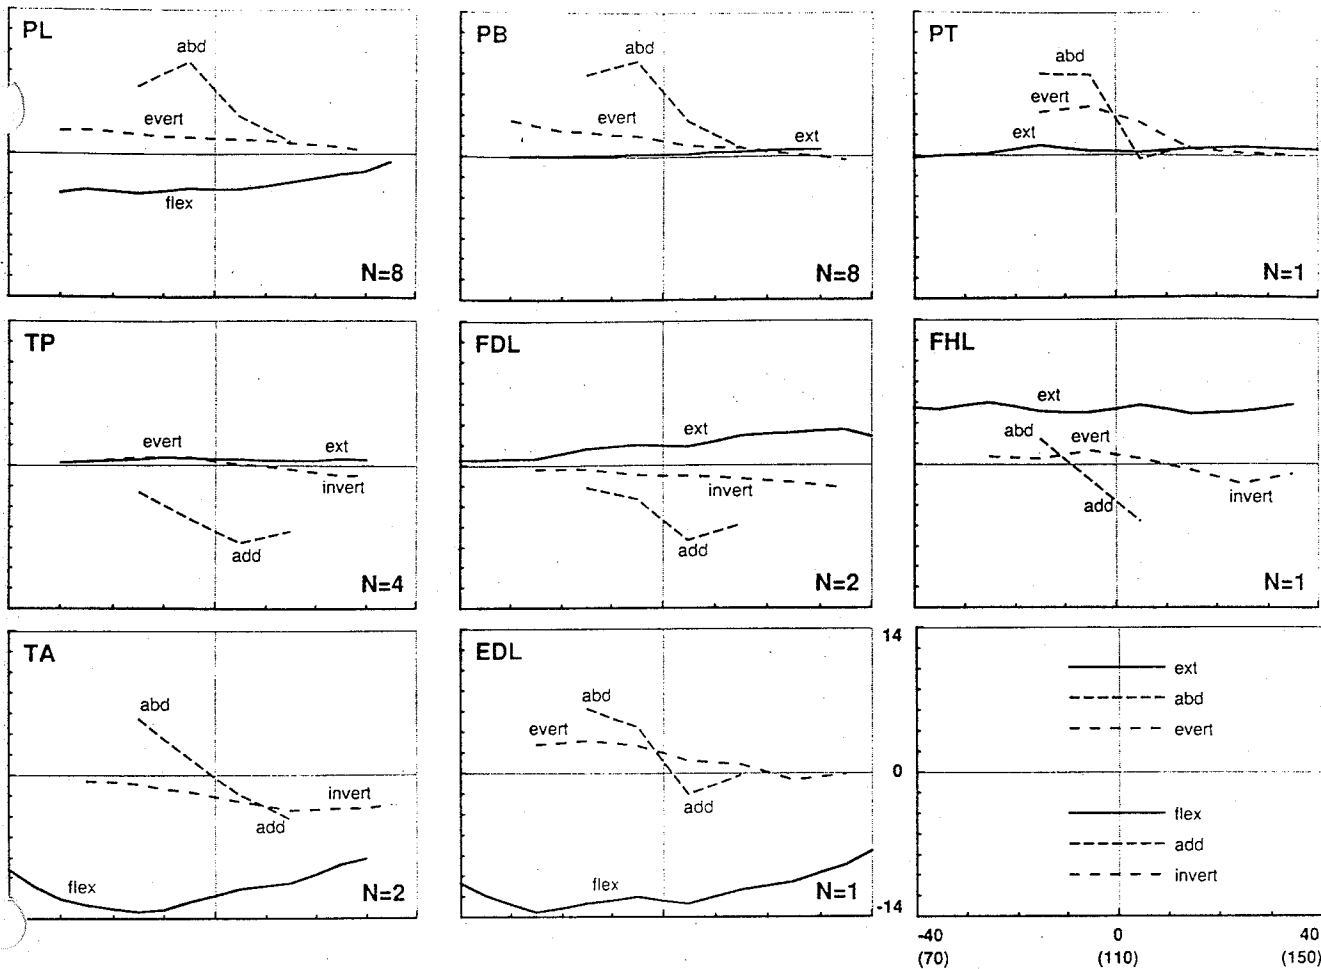 PL
abd
evert
flex
N=8
PB
abd
evert
ext
N=8
PT
abd
evert
ext
N=1
TP
evert
ext
add
N=4
FDL
ext
invert
add
N=2
FHL
ext
abd
evert
add
invert
N=1
TA
abd
invert
add
flex
N=2
EDL
abd
evert
add
flex
N=1
14
0
-14
ext
abd
evert
flex
add
invert
-40 0 40
(70) (110) (150)